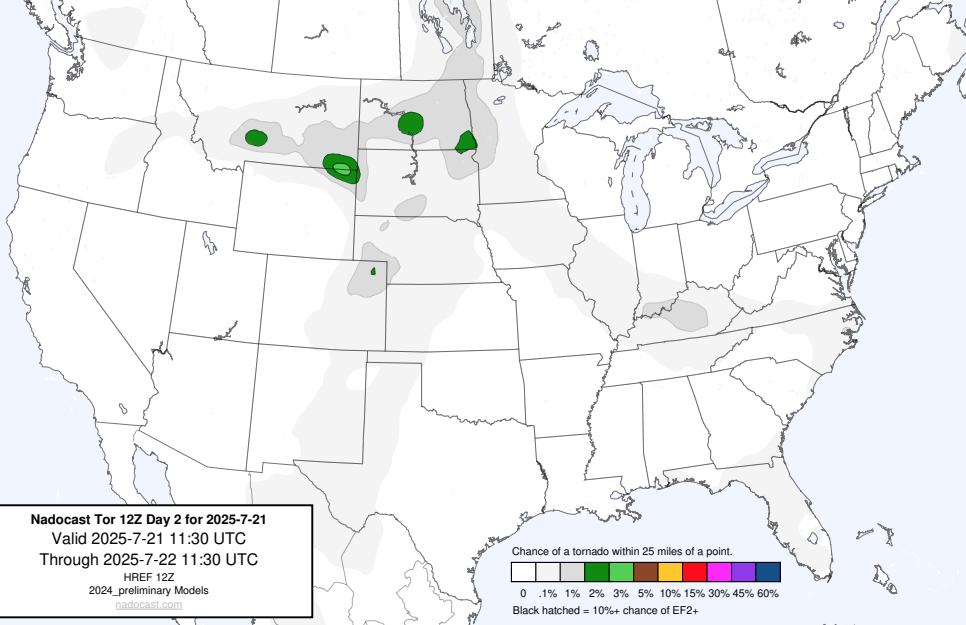 Nadocast Tor 12Z Day 2 for 2025-7-21
Valid 2025-7-21 11:30 UTC
Through 2025-7-22 11:30 UTC
HREF 12Z
2024_preliminary Models
nadocast.com
Chance of a tornado within 25 miles of a point.
0 .1% 1% 2% 3% 5% 10% 15% 30% 45% 60%
Black hatched = 10%+ chance of EF2+